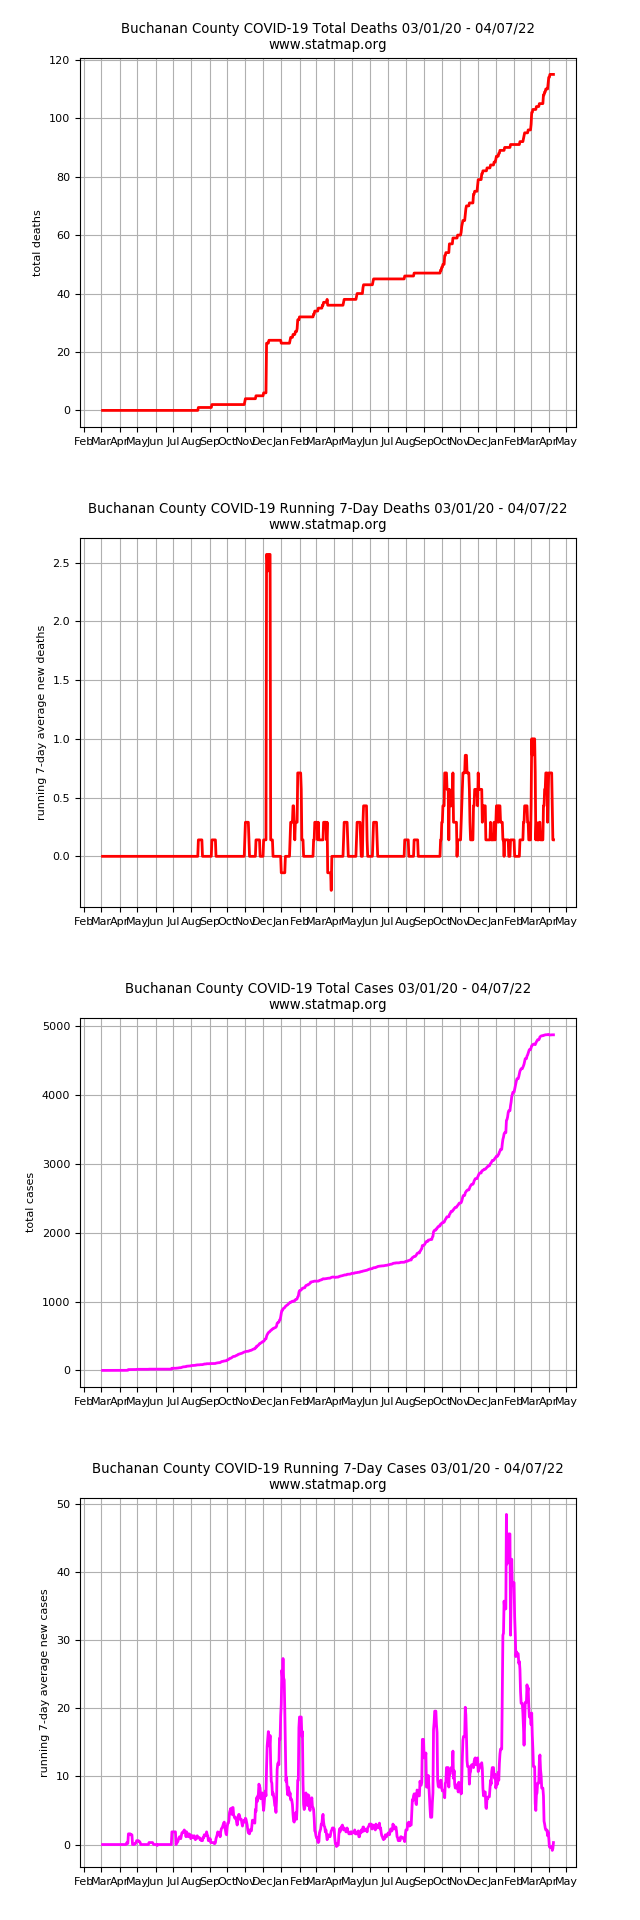 Buchanan County COVID-19 Total Deaths 03/01/20 - 04/07/22
www.statmap.org
120
100
80
60
40
20
0
total deaths
Feb Mar Apr May Jun Jul Aug Sep Oct Nov Dec Jan Feb Mar Apr May Jun Jul Aug Sep Oct Nov Dec Jan Feb Mar Apr May
Buchanan County COVID-19 Running 7-Day Deaths 03/01/20 - 04/07/22
www.statmap.org
2.5
2.0
1.5
1.0
0.5
0.0
running 7-day average new deaths
Feb Mar Apr May Jun Jul Aug Sep Oct Nov Dec Jan Feb Mar Apr May Jun Jul Aug Sep Oct Nov Dec Jan Feb Mar Apr May
Buchanan County COVID-19 Total Cases 03/01/20 - 04/07/22
www.statmap.org
5000
4000
3000
2000
1000
0
total cases
Feb Mar Apr May Jun Jul Aug Sep Oct Nov Dec Jan Feb Mar Apr May Jun Jul Aug Sep Oct Nov Dec Jan Feb Mar Apr May
Buchanan County COVID-19 Running 7-Day Cases 03/01/20 - 04/07/22
www.statmap.org
50
40
30
20
10
0
running 7-day average new cases
Feb Mar Apr May Jun Jul Aug Sep Oct Nov Dec Jan Feb Mar Apr May Jun Jul Aug Sep Oct Nov Dec Jan Feb Mar Apr May